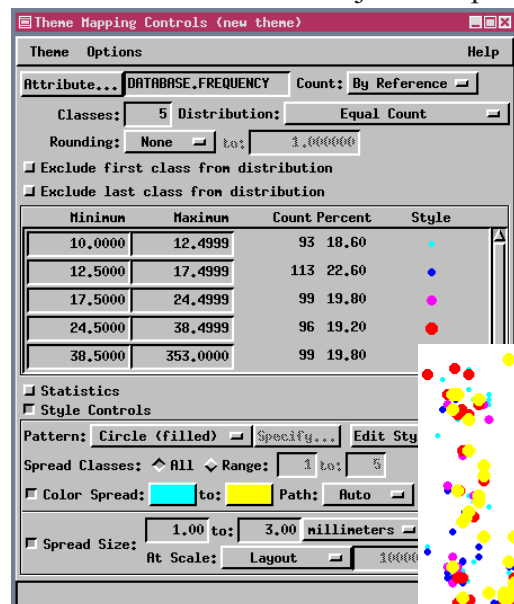 Theme Mapping Controls (new theme)
Theme Options Help
Attribute... DATABASE.FREQUENCY Count: By Reference
Classes: 5 Distribution: Equal Count
Rounding: None to: 1.000000
Exclude first class from distribution
Exclude last class from distribution
Minimum Maximum Count Percent Style
10.0000 12.4999 93 18.60
12.5000 17.4999 113 22.60
17.5000 24.4999 99 19.80
24.5000 38.4999 96 19.20
38.5000 353.0000 99 19.80
Statistics
Style Controls
Pattern: Circle (filled) Specify... Edit Sty
Spread Classes: All Range: 1 to: 5
Color Spread: to: Path: Auto
Spread Size: 1.00 to: 3.00 millimeters
At Scale: Layout 10000